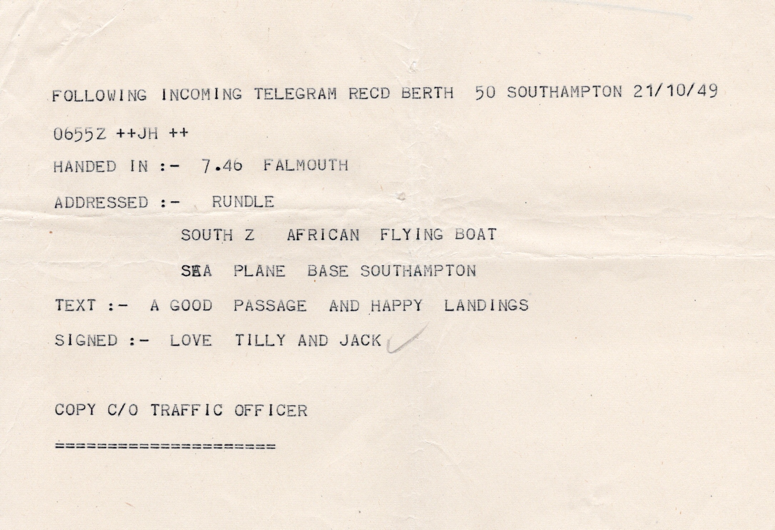 FOLLOWING INCOMING TELEGRAM RECD BERTH 50 SOUTHAMPTON 21/10/49
0655Z ++JH ++
HANDED IN :- 7.46 FALMOUTH
ADDRESSED :- RUNDLE
SOUTH Z AFRICAN FLYING BOAT
SEA PLANE BASE SOUTHAMPTON
TEXT :- A GOOD PASSAGE AND HAPPY LANDINGS
SIGNED :- LOVE TILLY AND JACK
COPY C/O TRAFFIC OFFICER
=====================